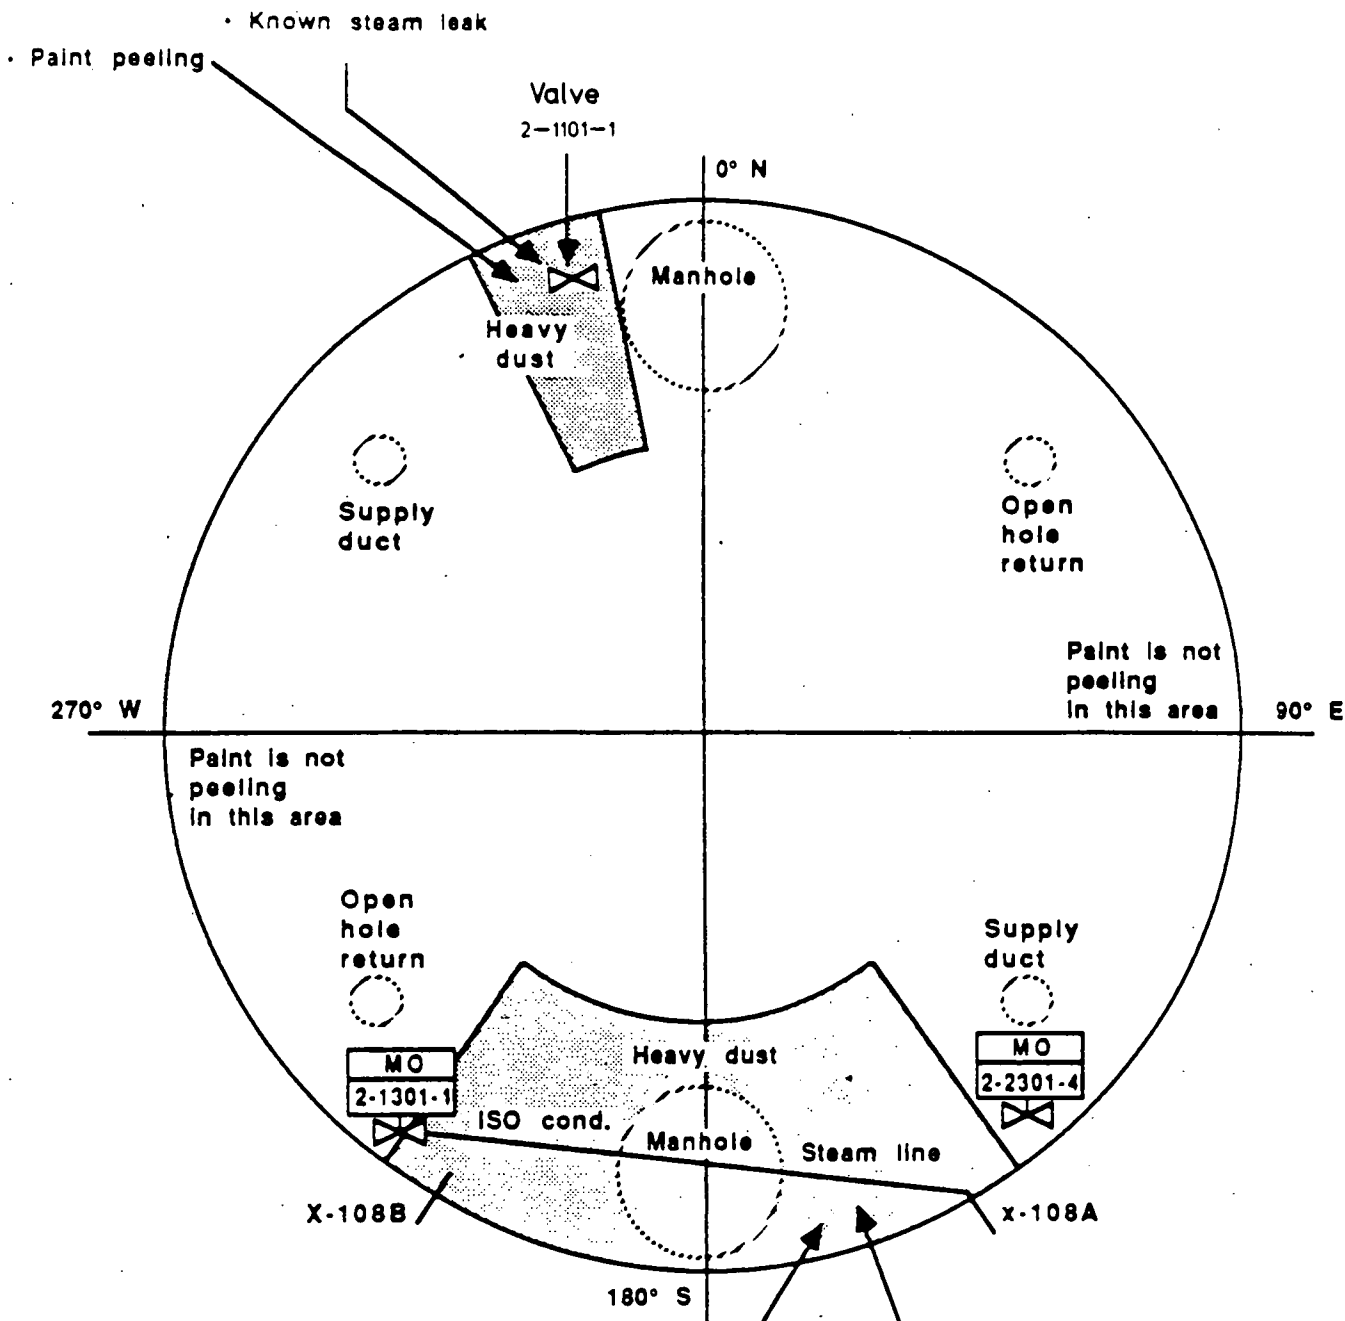 • Known steam leak
• Paint peeling
Valve
2-1101-1
0° N
Manhole
Heavy
dust
Supply
duct
Open
hole
return
Paint is not
peeling
in this area
270° W
90° E
Paint is not
peeling
in this area
Open
hole
return
Supply
duct
Heavy dust
MO
2-1301-1
MO
2-2301-4
ISO cond.
Manhole
Steam line
X-108B
x-108A
180° S